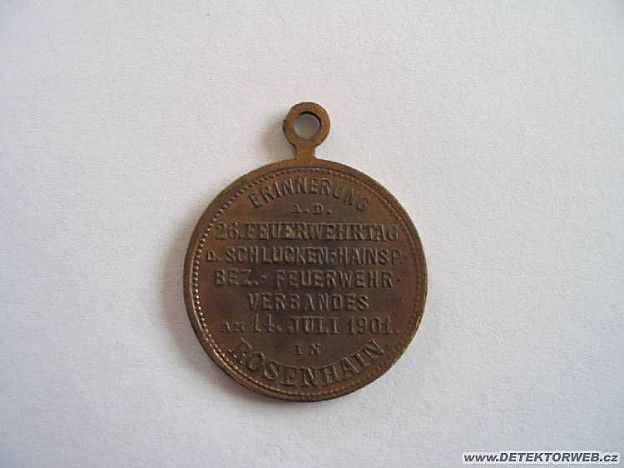 ERINNERUNG
A.D.
26.FEUERWEHRTAG
D. SCHLUCKEN-HAINSP.-
BEZ.- FEUERWEHR-
VERBANDES
AM 14. JULI 1901.
IN
ROSENHAIN.
www.DETEKTORWEB.cz